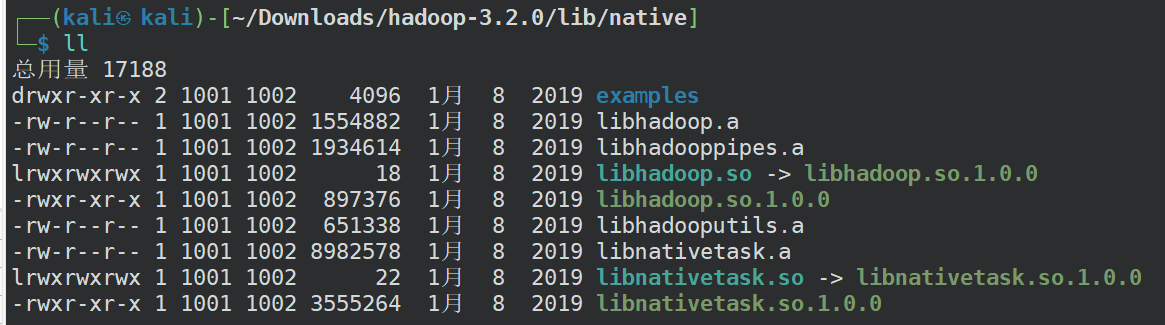 ┌──(kali㉿ kali)-[~/Downloads/hadoop-3.2.0/lib/native]
└─$ ll
总用量 17188
drwxr-xr-x 2 1001 1002    4096  1月  8  2019 examples
-rw-r--r-- 1 1001 1002 1554882  1月  8  2019 libhadoop.a
-rw-r--r-- 1 1001 1002 1934614  1月  8  2019 libhadooppipes.a
lrwxrwxrwx 1 1001 1002      18  1月  8  2019 libhadoop.so -> libhadoop.so.1.0.0
-rwxr-xr-x 1 1001 1002  897376  1月  8  2019 libhadoop.so.1.0.0
-rw-r--r-- 1 1001 1002  651338  1月  8  2019 libhadooputils.a
-rw-r--r-- 1 1001 1002 8982578  1月  8  2019 libnativetask.a
lrwxrwxrwx 1 1001 1002      22  1月  8  2019 libnativetask.so -> libnativetask.so.1.0.0
-rwxr-xr-x 1 1001 1002 3555264  1月  8  2019 libnativetask.so.1.0.0